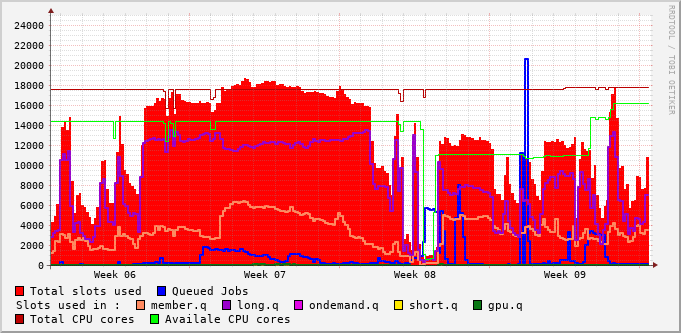 RRDTOOL / TOBI OETIKER
24000
22000
20000
18000
16000
14000
12000
10000
8000
6000
4000
2000
0
Week 06 Week 07 Week 08 Week 09
Total slots used Queued Jobs
Slots used in : member.q long.q ondemand.q short.q gpu.q
Total CPU cores Availale CPU cores